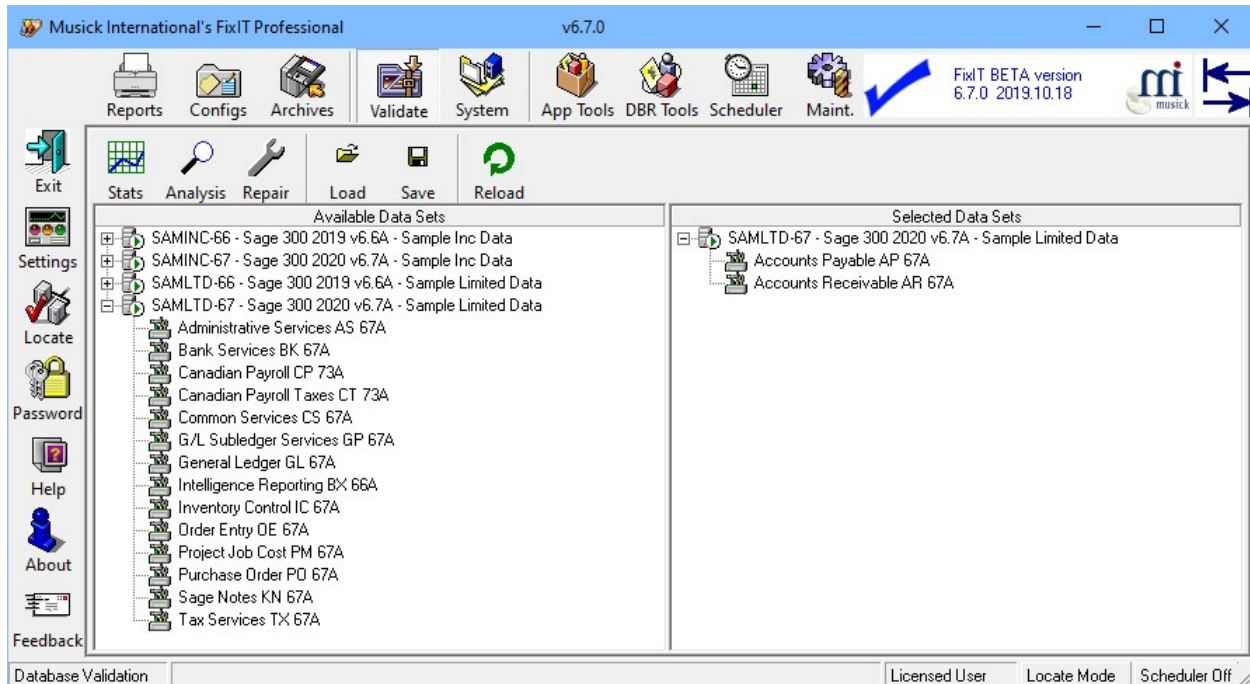 Musick International's FixIT Professional v6.7.0
Reports Configs Archives Validate System App Tools DBR Tools Scheduler Maint.
FixIT BETA version
6.7.0 2019.10.18
mi
musick
Exit
Settings
Locate
Password
Help
About
Feedback
Stats Analysis Repair Load Save Reload
Available Data Sets
SAMINC-66 - Sage 300 2019 v6.6A - Sample Inc Data
SAMINC-67 - Sage 300 2020 v6.7A - Sample Inc Data
SAMLTD-66 - Sage 300 2019 v6.6A - Sample Limited Data
SAMLTD-67 - Sage 300 2020 v6.7A - Sample Limited Data
Administrative Services AS 67A
Bank Services BK 67A
Canadian Payroll CP 73A
Canadian Payroll Taxes CT 73A
Common Services CS 67A
G/L Subledger Services GP 67A
General Ledger GL 67A
Intelligence Reporting BX 66A
Inventory Control IC 67A
Order Entry OE 67A
Project Job Cost PM 67A
Purchase Order PO 67A
Sage Notes KN 67A
Tax Services TX 67A
Selected Data Sets
SAMLTD-67 - Sage 300 2020 v6.7A - Sample Limited Data
Accounts Payable AP 67A
Accounts Receivable AR 67A
Database Validation Licensed User Locate Mode Scheduler Off